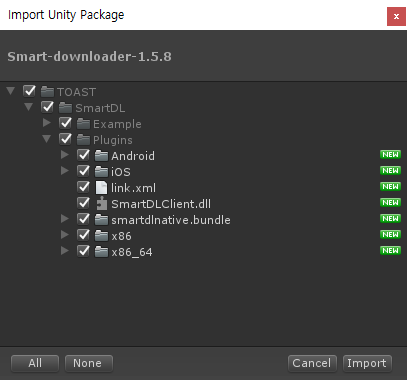 Import Unity Package
x
Smart-downloader-1.5.8
TOAST
SmartDL
Example
Plugins
Android NEW
iOS NEW
link.xml NEW
SmartDLClient.dll NEW
smartdlnative.bundle NEW
x86 NEW
x86_64 NEW
All None Cancel Import